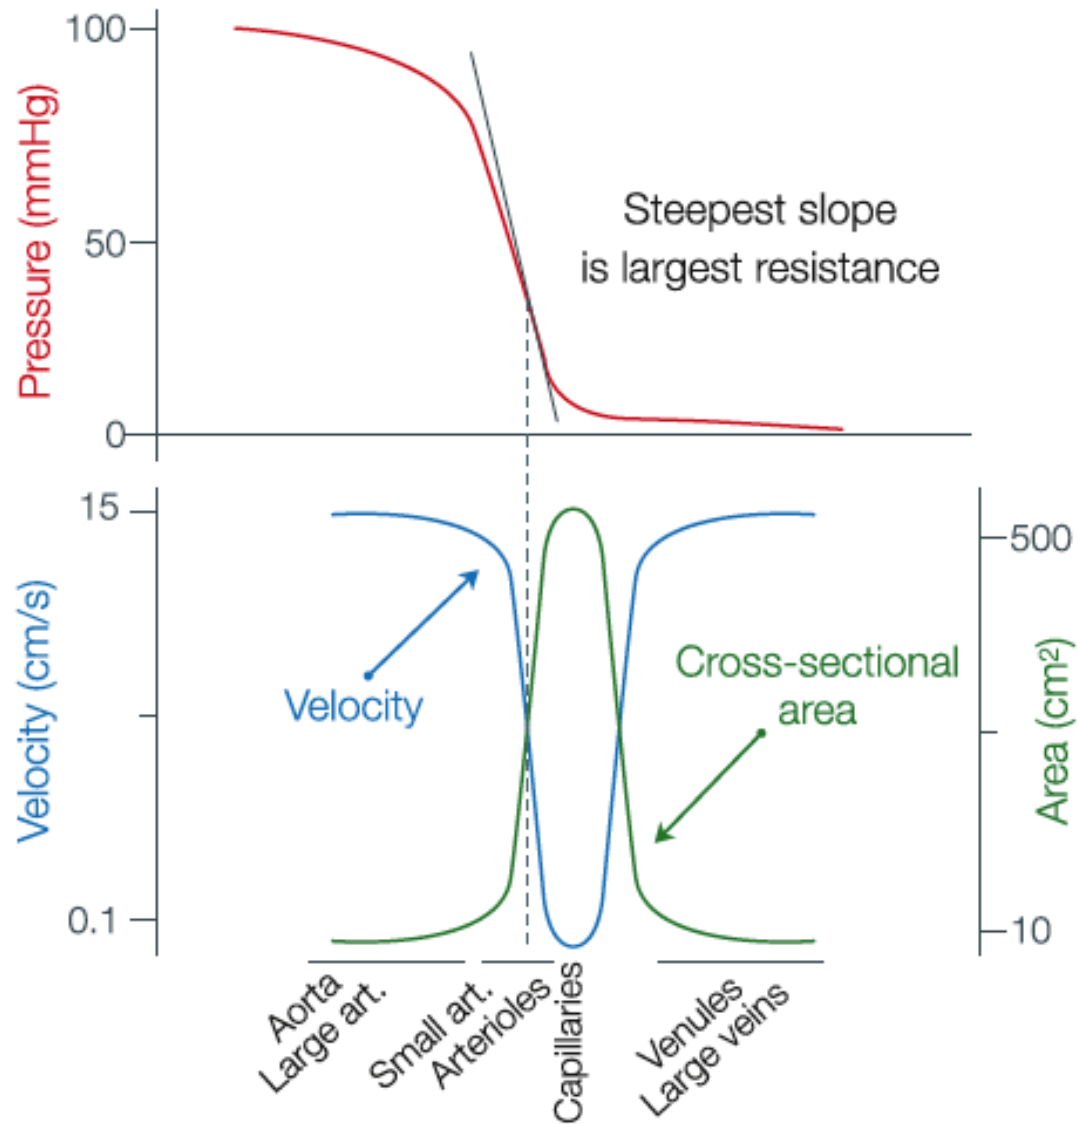 100
50
0
Pressure (mmHg)
Steepest slope
is largest resistance
15
0.1
Velocity (cm/s)
Velocity
Cross-sectional
area
500
10
Area (cm²)
Aorta
Large art.
Small art.
Arterioles
Capillaries
Venules
Large veins